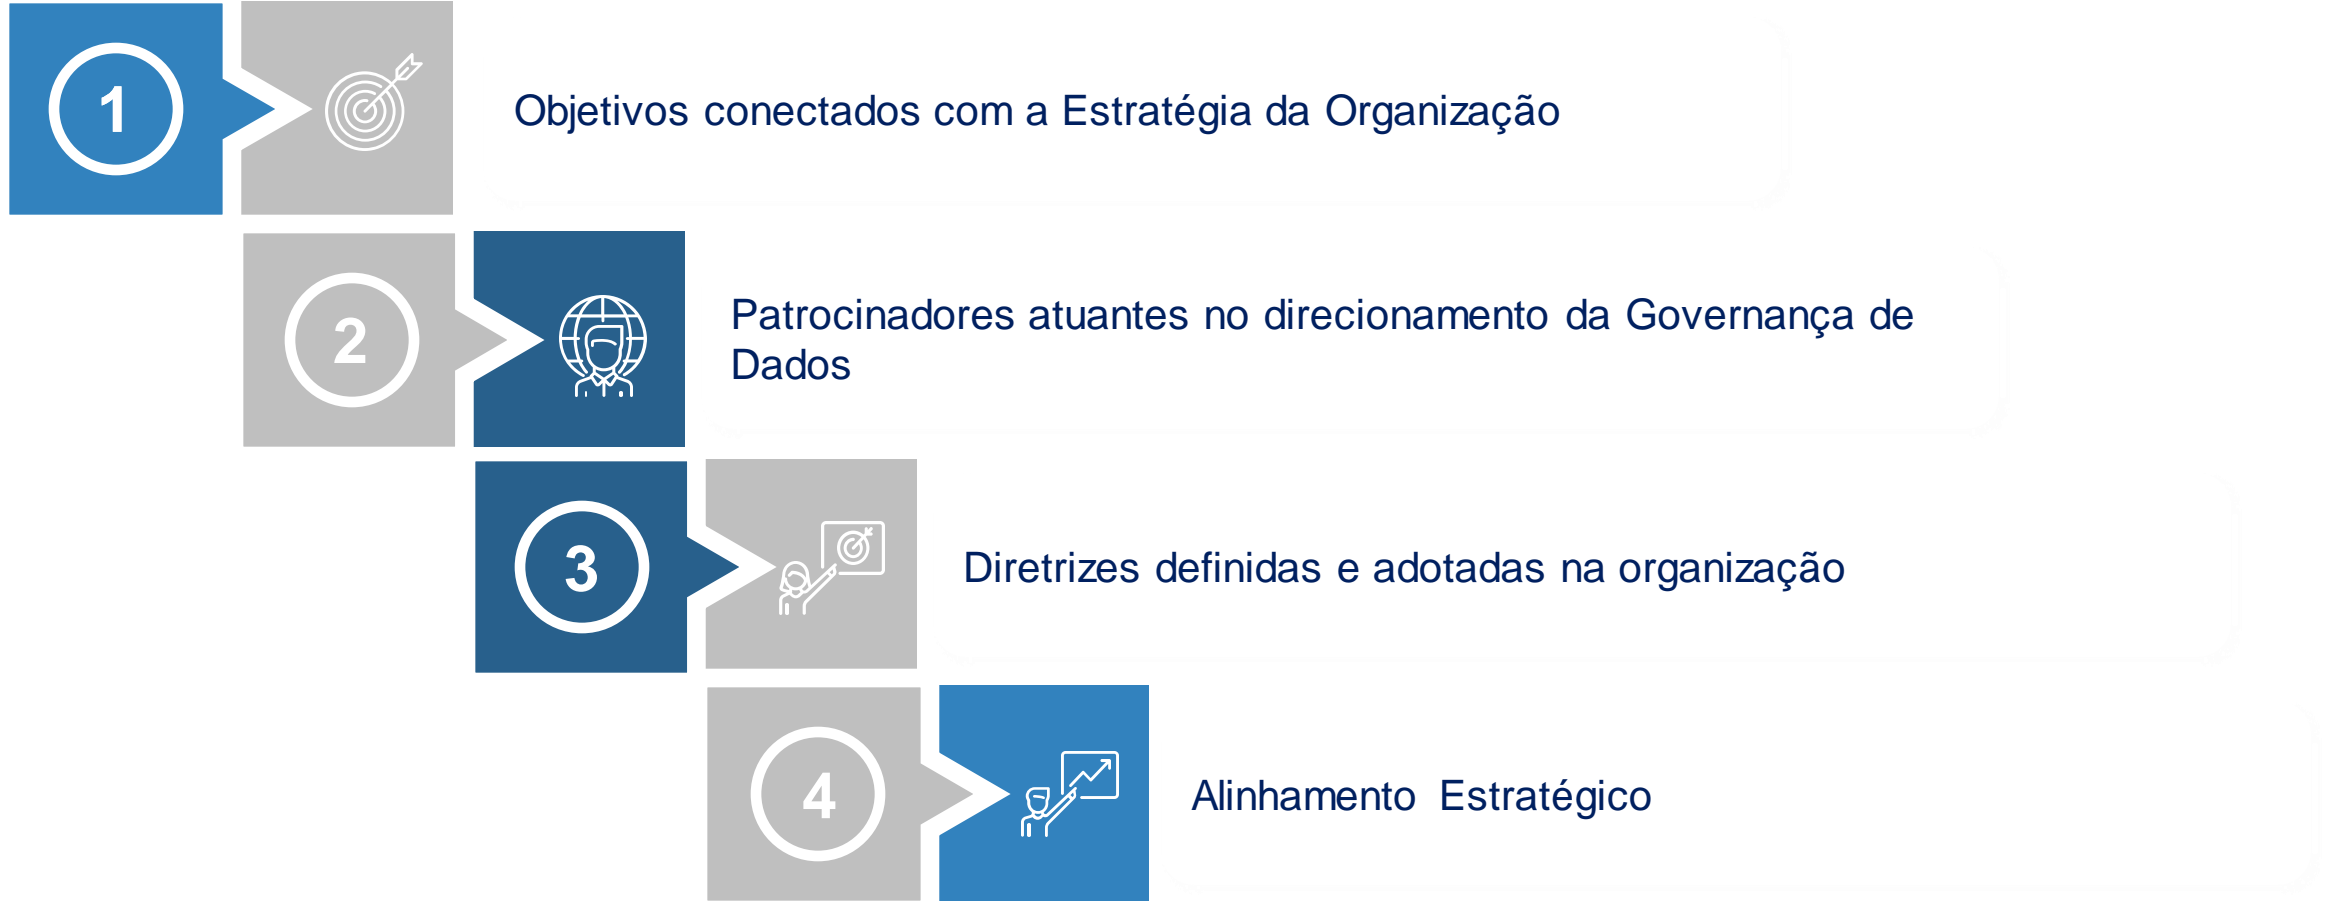 1
Objetivos conectados com a Estratégia da Organização
2
Patrocinadores atuantes no direcionamento da Governança de
Dados
3
Diretrizes definidas e adotadas na organização
4
Alinhamento Estratégico